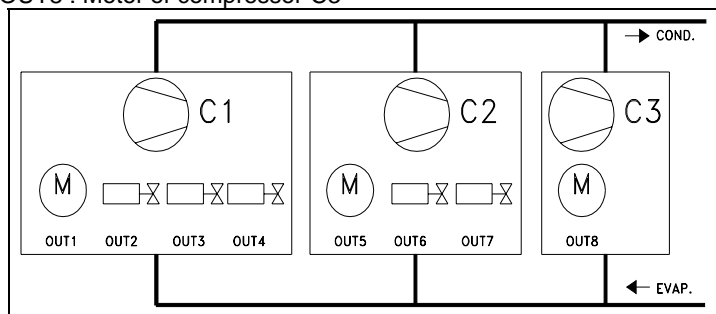 OUT8 : Motor of compressor C3
COND.
C1
C2
C3
M
M
M
OUT1 OUT2 OUT3 OUT4 OUT5 OUT6 OUT7 OUT8
EVAP.